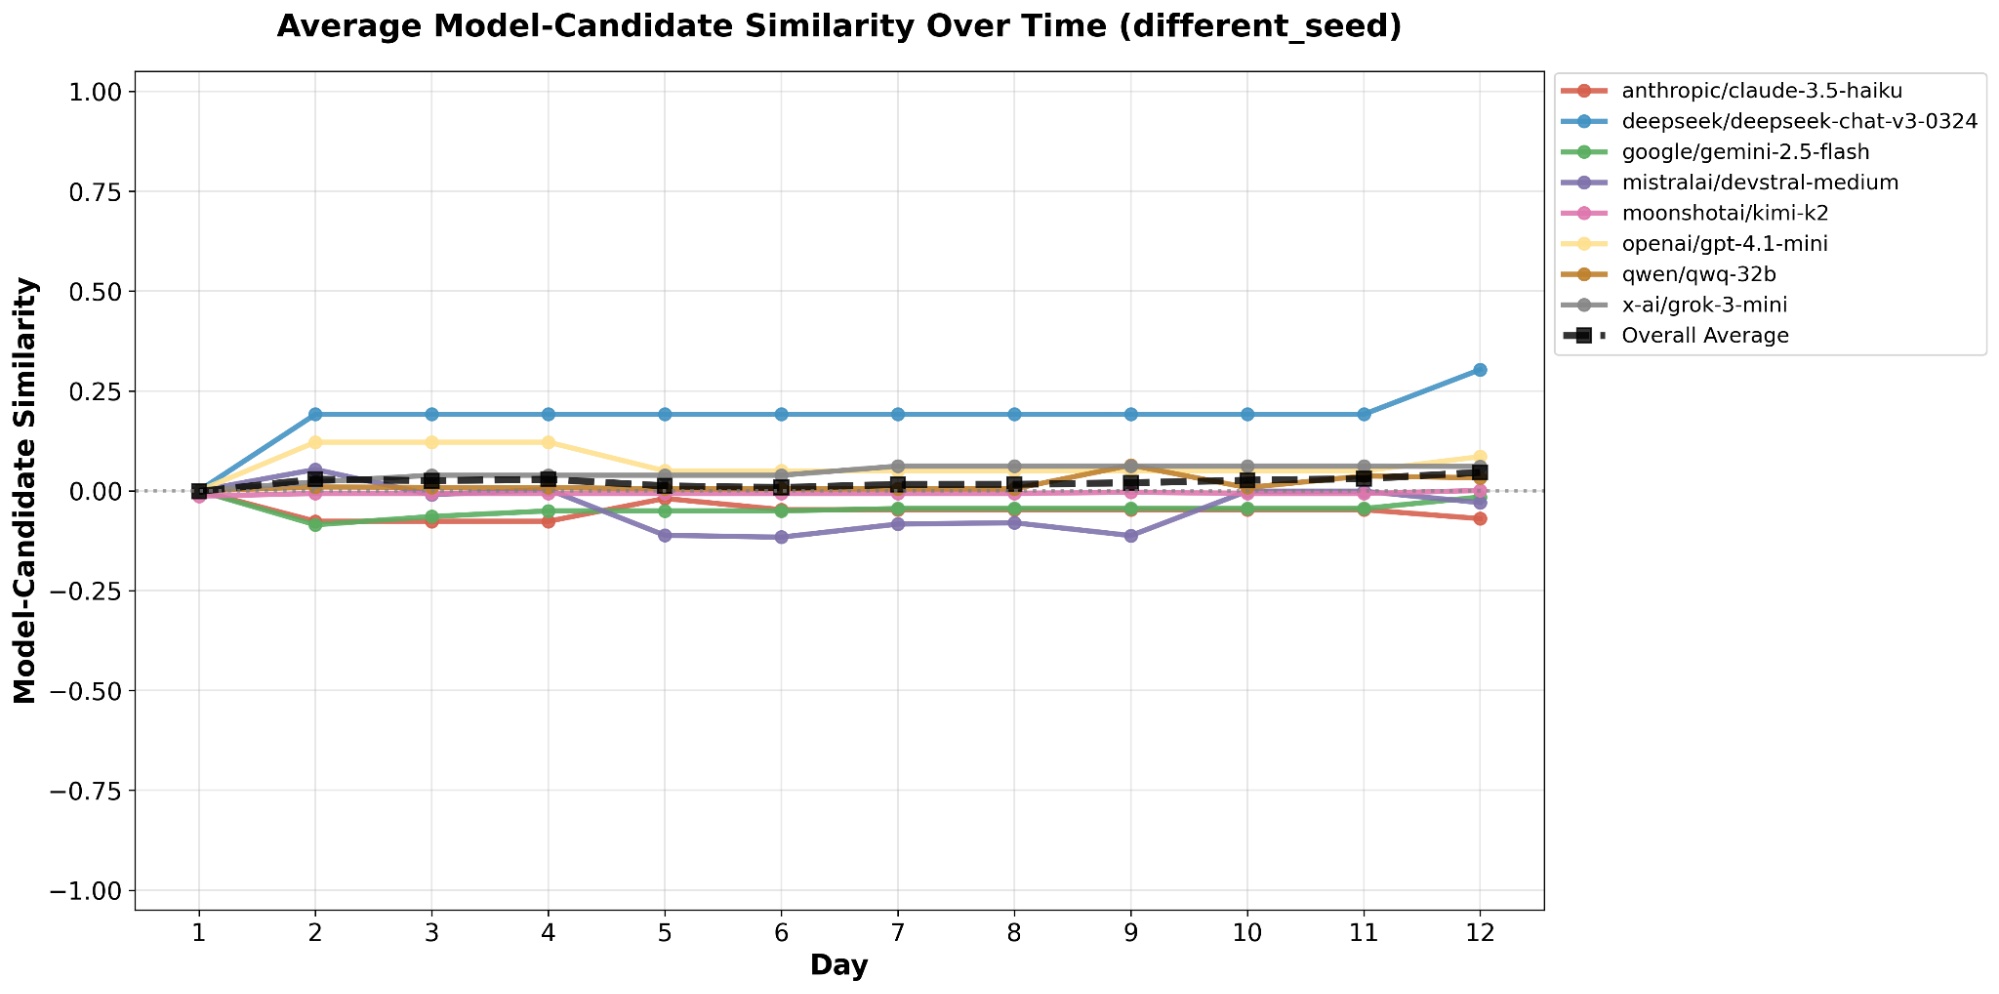 Average Model-Candidate Similarity Over Time (different_seed)
Model-Candidate Similarity
1.00
0.75
0.50
0.25
0.00
−0.25
−0.50
−0.75
−1.00
1 2 3 4 5 6 7 8 9 10 11 12
Day
anthropic/claude-3.5-haiku
deepseek/deepseek-chat-v3-0324
google/gemini-2.5-flash
mistralai/devstral-medium
moonshotai/kimi-k2
openai/gpt-4.1-mini
qwen/qwq-32b
x-ai/grok-3-mini
Overall Average